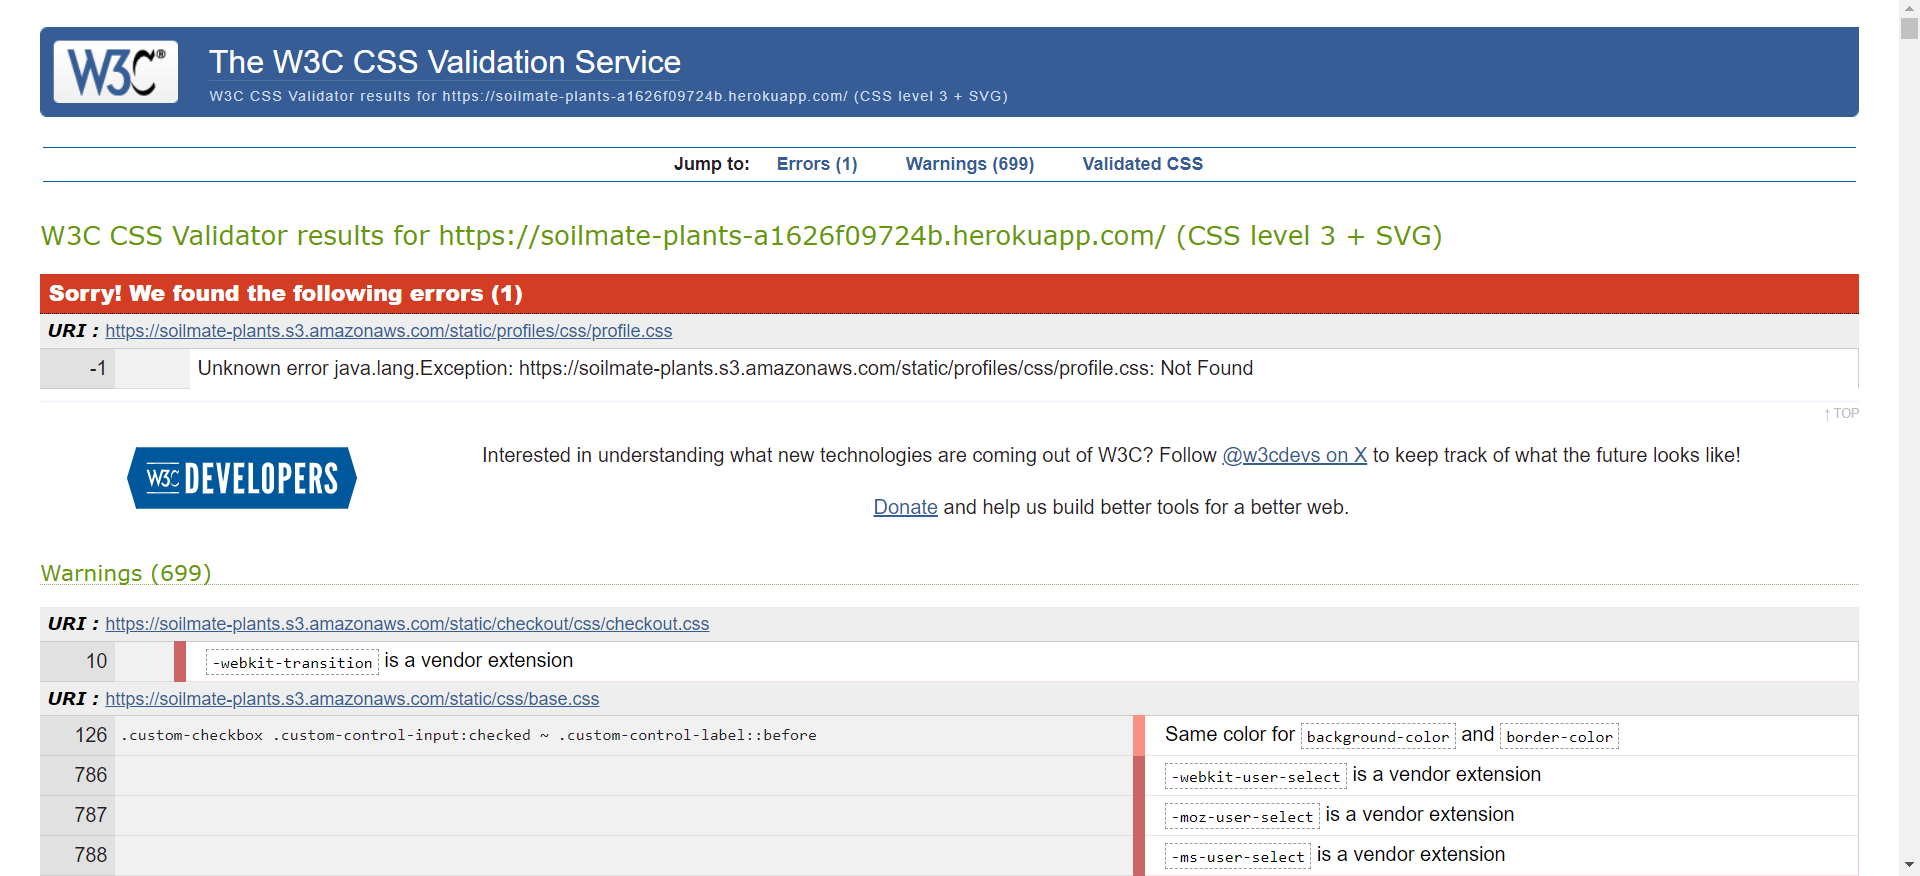 W3C®
The W3C CSS Validation Service
W3C CSS Validator results for https://soilmate-plants-a1626f09724b.herokuapp.com/ (CSS level 3 + SVG)
Jump to: Errors (1) Warnings (699) Validated CSS
W3C CSS Validator results for https://soilmate-plants-a1626f09724b.herokuapp.com/ (CSS level 3 + SVG)
Sorry! We found the following errors (1)
URI : https://soilmate-plants.s3.amazonaws.com/static/profiles/css/profile.css
-1 Unknown error java.lang.Exception: https://soilmate-plants.s3.amazonaws.com/static/profiles/css/profile.css: Not Found
↑ TOP
W3C DEVELOPERS
Interested in understanding what new technologies are coming out of W3C? Follow @w3cdevs on X to keep track of what the future looks like!
Donate and help us build better tools for a better web.
Warnings (699)
URI : https://soilmate-plants.s3.amazonaws.com/static/checkout/css/checkout.css
10 -webkit-transition is a vendor extension
URI : https://soilmate-plants.s3.amazonaws.com/static/css/base.css
126 .custom-checkbox .custom-control-input:checked ~ .custom-control-label::before Same color for background-color and border-color
786 -webkit-user-select is a vendor extension
787 -moz-user-select is a vendor extension
788 -ms-user-select is a vendor extension